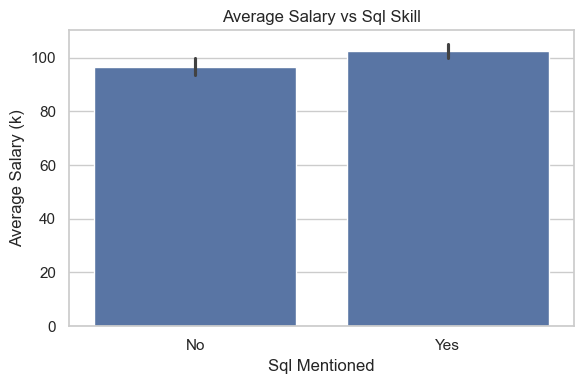 Average Salary vs Sql Skill
Average Salary (k)
100
80
60
40
20
0
No
Yes
Sql Mentioned